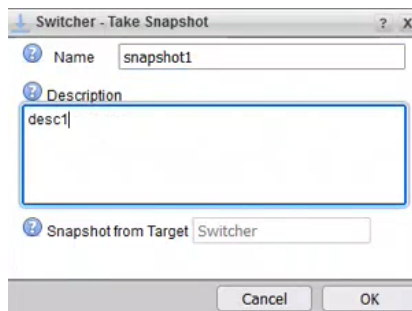 Switcher - Take Snapshot ? X
? Name snapshot1
? Description
desc1
? Snapshot from Target Switcher
Cancel OK